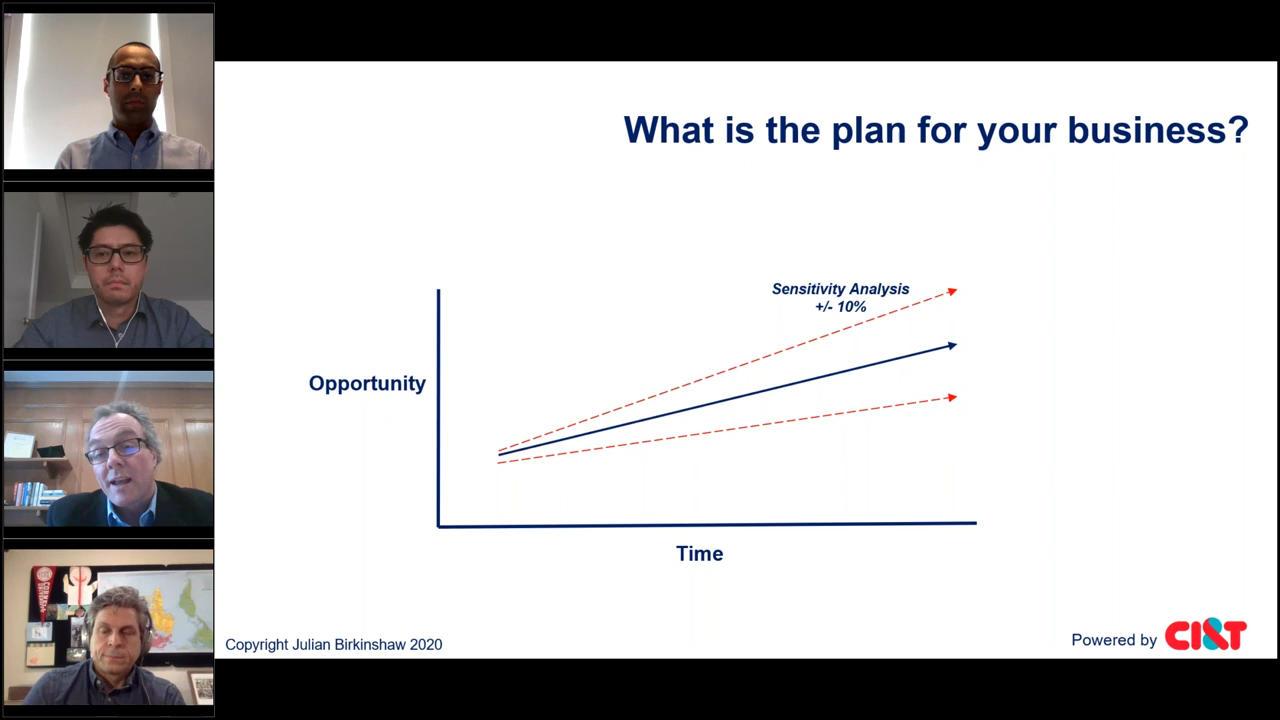 What is the plan for your business?
Sensitivity Analysis
+/- 10%
Opportunity
Time
Copyright Julian Birkinshaw 2020
Powered by CI&T